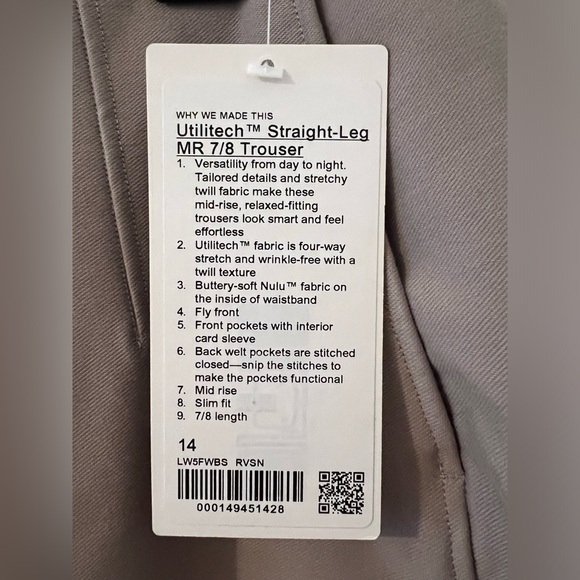 WHY WE MADE THIS
Utilitech™ Straight-Leg
MR 7/8 Trouser
1. Versatility from day to night.
Tailored details and stretchy
twill fabric make these
mid-rise, relaxed-fitting
trousers look smart and feel
effortless
2. Utilitech™ fabric is four-way
stretch and wrinkle-free with a
twill texture
3. Buttery-soft Nulu™ fabric on
the inside of waistband
4. Fly front
5. Front pockets with interior
card sleeve
6. Back welt pockets are stitched
closed—snip the stitches to
make the pockets functional
7. Mid rise
8. Slim fit
9. 7/8 length
14
LW5FWBS RVSN
000149451428